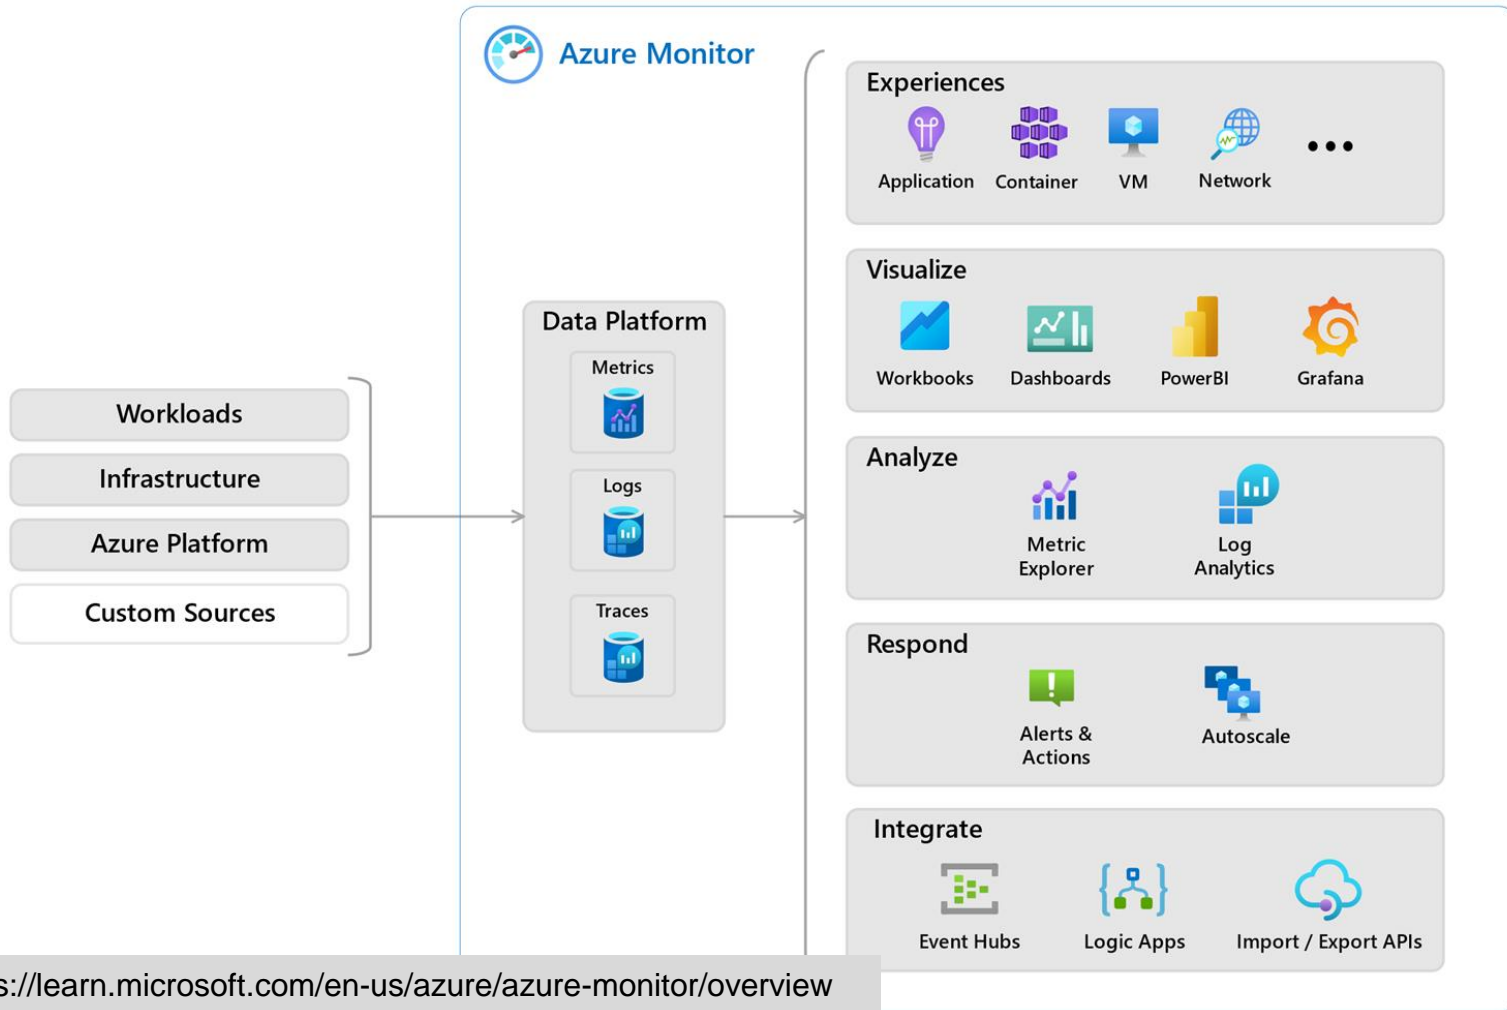 Azure Monitor
Workloads
Infrastructure
Azure Platform
Custom Sources
Data Platform
Metrics
Logs
Traces
Experiences
Application
Container
VM
Network
Visualize
Workbooks
Dashboards
PowerBI
Grafana
Analyze
Metric
Explorer
Log
Analytics
Respond
Alerts &
Actions
Autoscale
Integrate
Event Hubs
Logic Apps
Import / Export APIs
s://learn.microsoft.com/en-us/azure/azure-monitor/overview